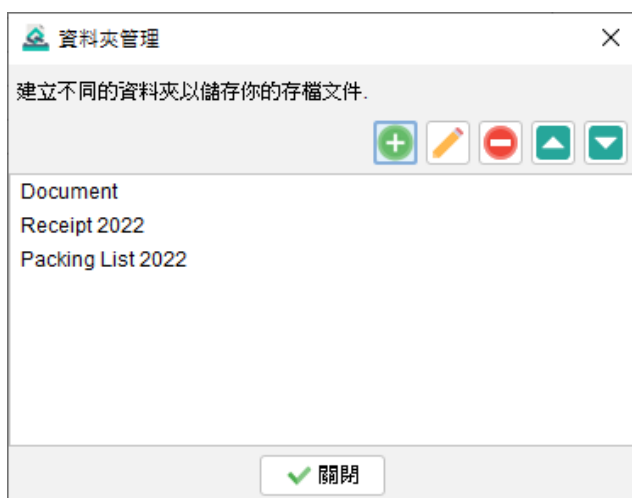 資料夾管理
建立不同的資料夾以儲存你的存檔文件.
Document
Receipt 2022
Packing List 2022
關閉